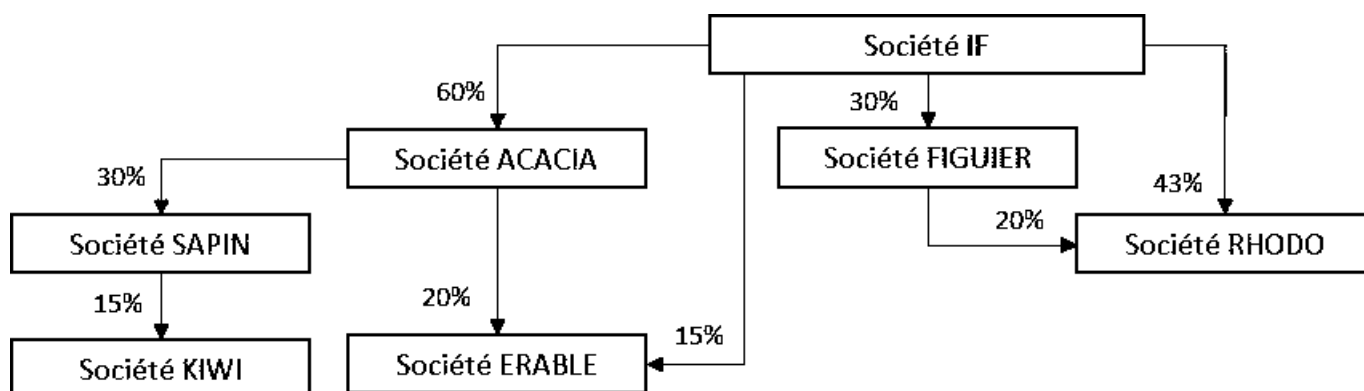 Société IF
60%
30%
Société ACACIA
Société FIGUIER
30%
43%
20%
Société SAPIN
Société RHODO
15%
20%
15%
Société KIWI
Société ERABLE